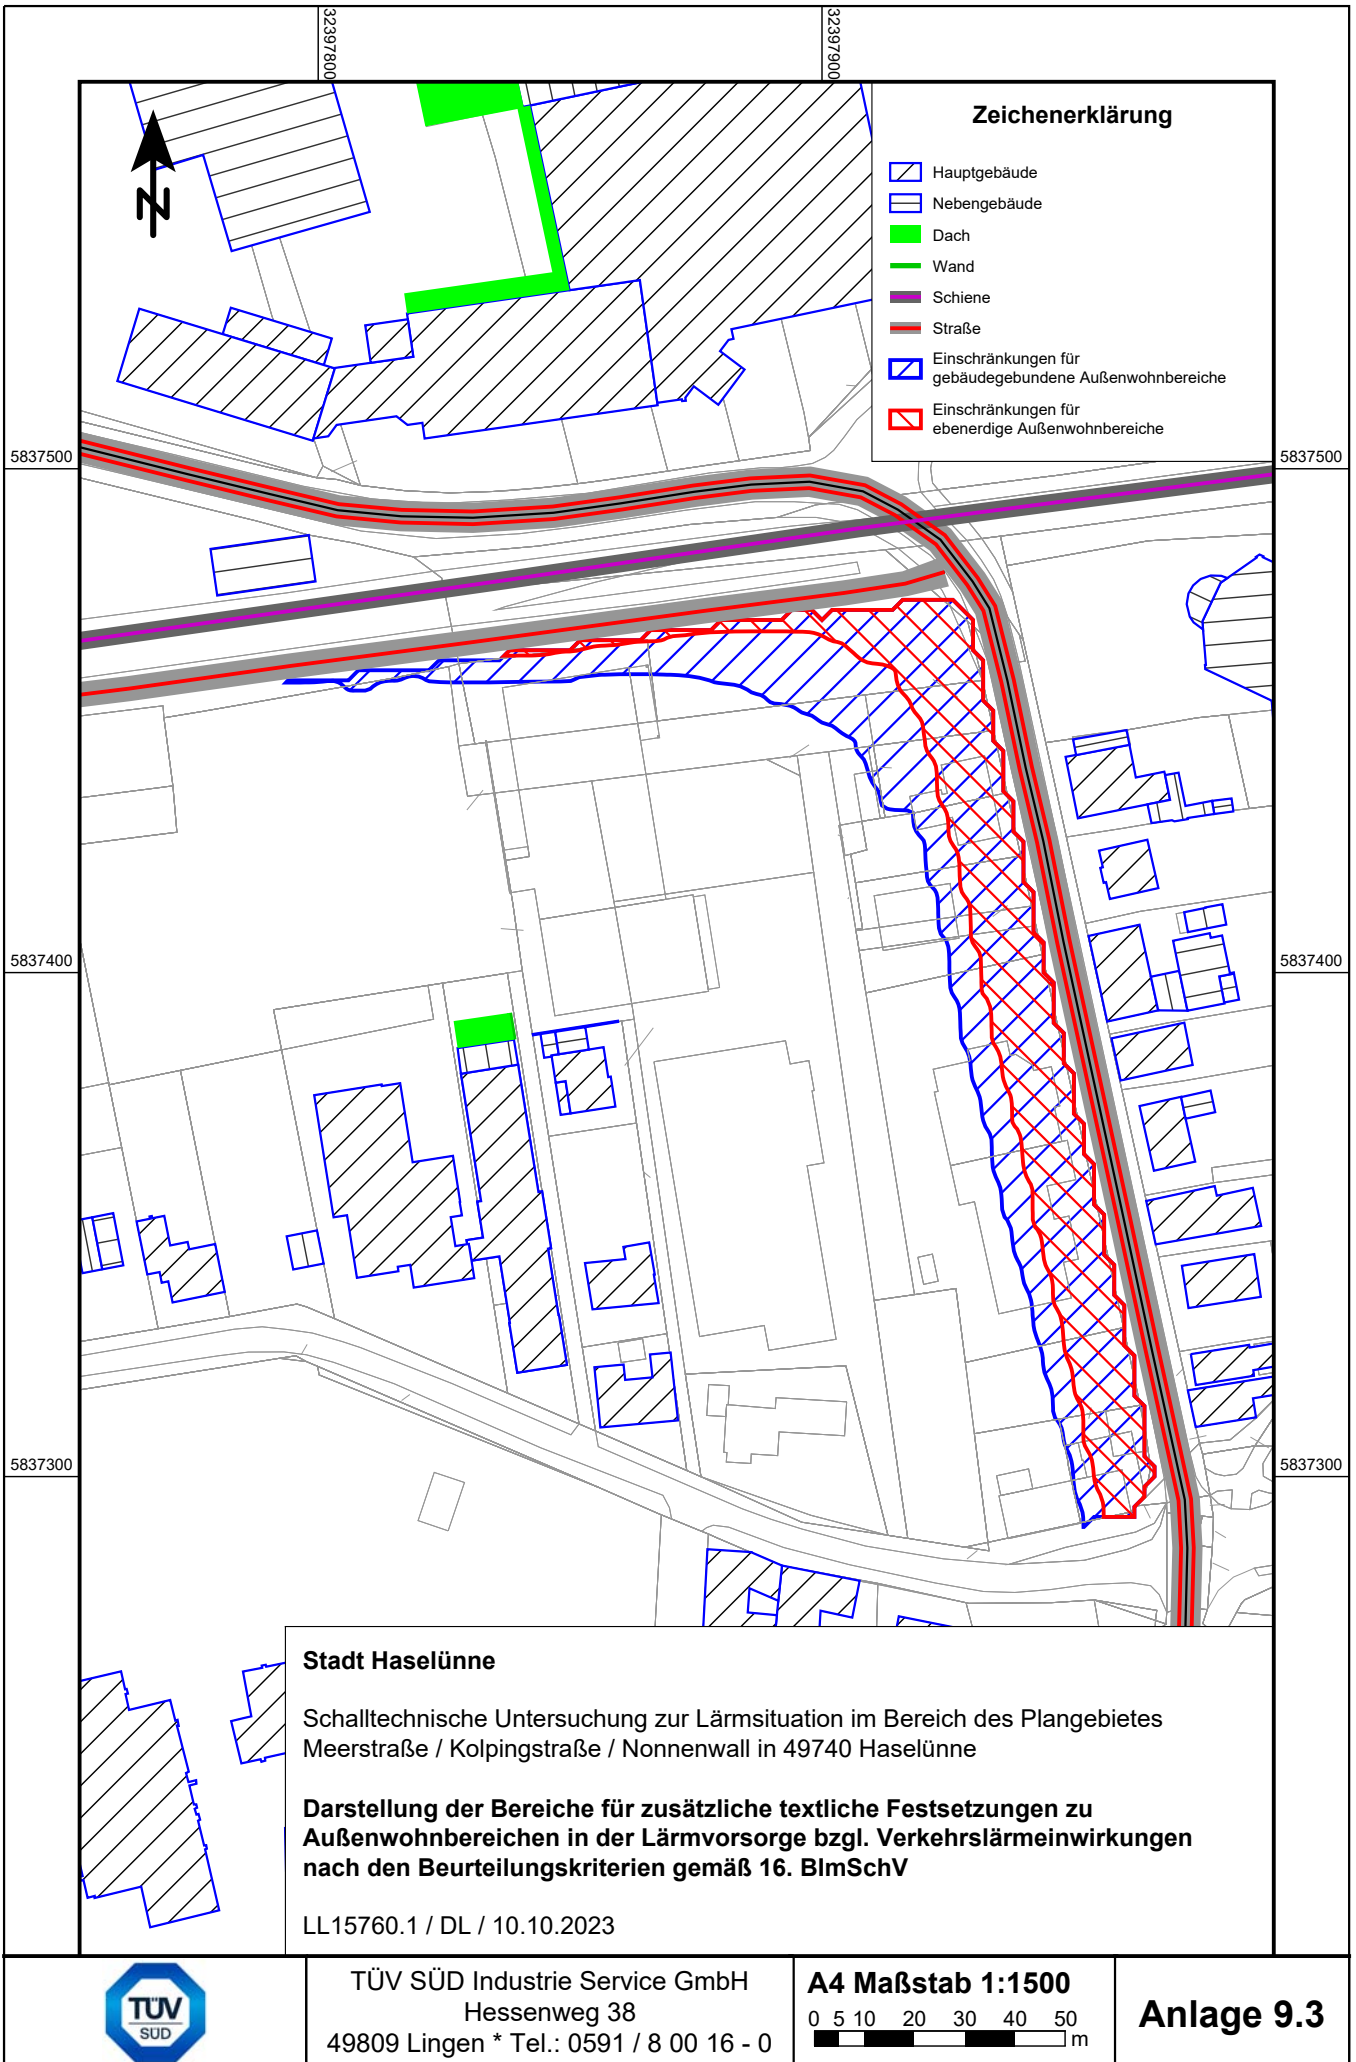 32397800
32397900
Zeichenerklärung
Hauptgebäude
Nebengebäude
Dach
Wand
Schiene
Straße
Einschränkungen für
gebäudegebundene Außenwohnbereiche
Einschränkungen für
ebenerdige Außenwohnbereiche
N
5837500
5837500
5837400
5837400
5837300
5837300
Stadt Haselünne
Schalltechnische Untersuchung zur Lärmsituation im Bereich des Plangebietes
Meerstraße / Kolpingstraße / Nonnenwall in 49740 Haselünne
Darstellung der Bereiche für zusätzliche textliche Festsetzungen zu
Außenwohnbereichen in der Lärmvorsorge bzgl. Verkehrslärmeinwirkungen
nach den Beurteilungskriterien gemäß 16. BImSchV
LL15760.1 / DL / 10.10.2023
TÜV
SÜD
TÜV SÜD Industrie Service GmbH
Hessenweg 38
49809 Lingen * Tel.: 0591 / 8 00 16 - 0
A4 Maßstab 1:1500
0 5 10 20 30 40 50
m
Anlage 9.3